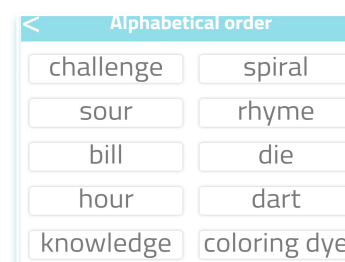 < Alphabetical order
challenge spiral
sour rhyme
bill die
hour dart
knowledge coloring dye